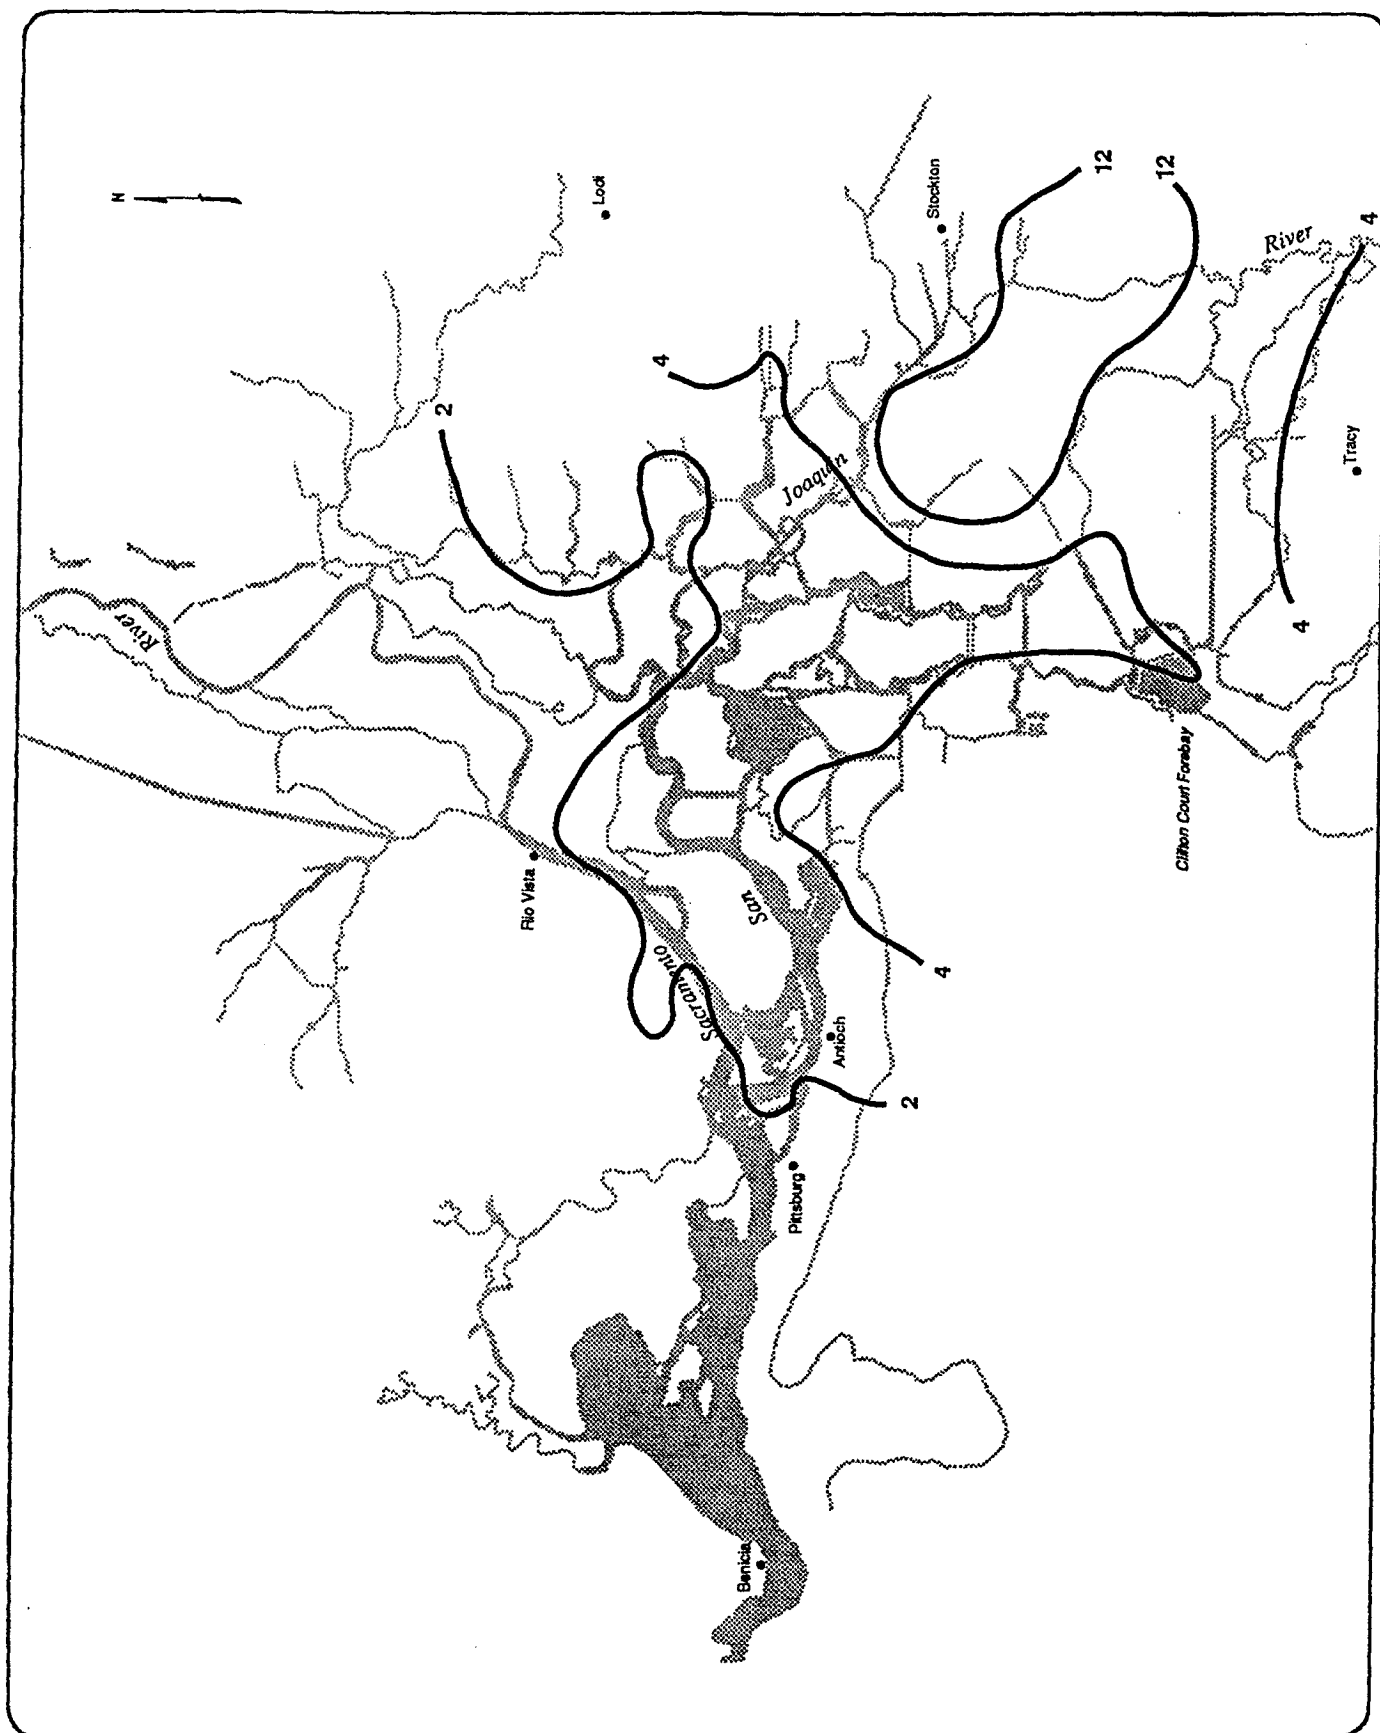 N
Lodi
River
2
4
Stockton
12
12
4
River
Joaquin
Tracy
4
Rio Vista
Clifton Court Forebay
San
Sacramento
4
Antioch
2
Pittsburg
Benicia